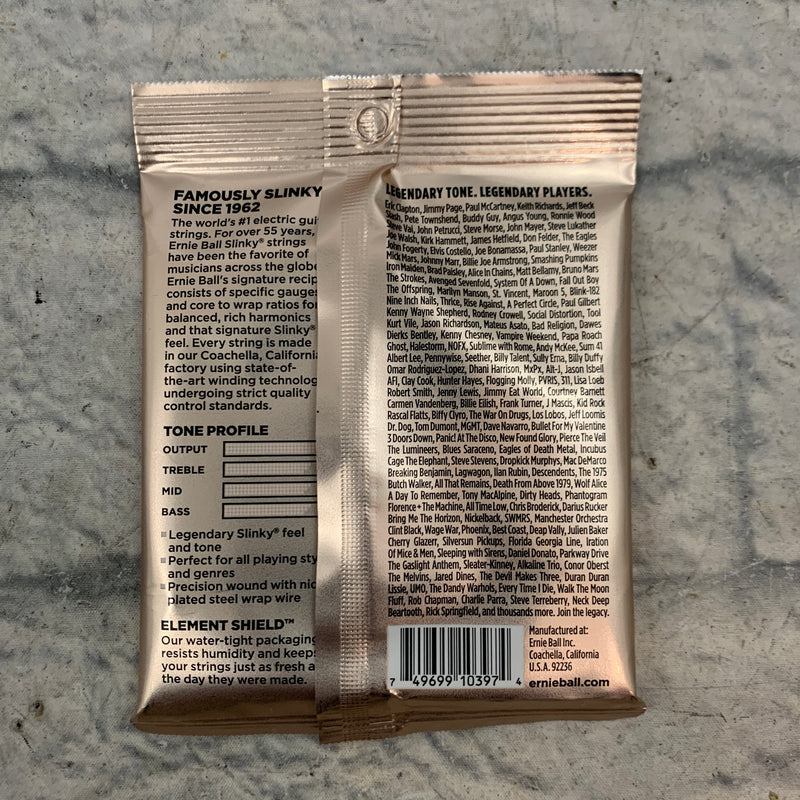 FAMOUSLY SLINKY
SINCE 1962
The world's #1 electric gui
strings. For over 55 years,
Ernie Ball Slinky® strings
have been the favorite of
musicians across the globe
Ernie Ball's signature recip
consists of specific gauges
and core to wrap ratios for
balanced, rich harmonics
and that signature Slinky®
feel. Every string is made
in our Coachella, California
factory using state-of-
the-art winding technolog
undergoing strict quality
control standards.
TONE PROFILE
OUTPUT
TREBLE
MID
BASS
Legendary Slinky® feel
and tone
Perfect for all playing sty
and genres
Precision wound with nic
plated steel wrap wire
ELEMENT SHIELD™
Our water-tight packaging
resists humidity and keeps
your strings just as fresh a
the day they were made.
LEGENDARY TONE. LEGENDARY PLAYERS.
Eric Clapton, Jimmy Page, Paul McCartney, Keith Richards, Jeff Beck
Slash, Pete Townshend, Buddy Guy, Angus Young, Ronnie Wood
Steve Vai, John Petrucci, Steve Morse, John Mayer, Steve Lukather
Joe Walsh, Kirk Hammett, James Hetfield, Don Felder, The Eagles
John Fogerty, Elvis Costello, Joe Bonamassa, Paul Stanley, Weezer
Mick Mars, Johnny Marr, Billie Joe Armstrong, Smashing Pumpkins
Iron Maiden, Brad Paisley, Alice In Chains, Matt Bellamy, Bruno Mars
The Strokes, Avenged Sevenfold, System Of A Down, Fall Out Boy
The Offspring, Marilyn Manson, St. Vincent, Maroon 5, Blink-182
Nine Inch Nails, Thrice, Rise Against, A Perfect Circle, Paul Gilbert
Kenny Wayne Shepherd, Rodney Crowell, Social Distortion, Tool
Kurt Vile, Jason Richardson, Mateus Asato, Bad Religion, Dawes
Dierks Bentley, Kenny Chesney, Vampire Weekend, Papa Roach
Ghost, Halestorm, NOFX, Sublime with Rome, Andy McKee, Sum 41
Albert Lee, Pennywise, Seether, Billy Talent, Sully Erna, Billy Duffy
Omar Rodriguez-Lopez, Dhani Harrison, MxPx, Alt-J, Jason Isbell
AFI, Clay Cook, Hunter Hayes, Flogging Molly, PVRIS, 311, Lisa Loeb
Robert Smith, Jenny Lewis, Jimmy Eat World, Courtney Barnett
Carmen Vandenberg, Billie Eilish, Frank Turner, J Mascis, Kid Rock
Rascal Flatts, Biffy Clyro, The War On Drugs, Los Lobos, Jeff Loomis
Dr. Dog, Tom Dumont, MGMT, Dave Navarro, Bullet For My Valentine
3 Doors Down, Panic! At The Disco, New Found Glory, Pierce The Veil
The Lumineers, Blues Saraceno, Eagles of Death Metal, Incubus
Cage The Elephant, Steve Stevens, Dropkick Murphys, Mac DeMarco
Breaking Benjamin, Lagwagon, Ilan Rubin, Descendents, The 1975
Butch Walker, All That Remains, Death From Above 1979, Wolf Alice
A Day To Remember, Tony MacAlpine, Dirty Heads, Phantogram
Florence + The Machine, All Time Low, Chris Broderick, Darius Rucker
Bring Me The Horizon, Nickelback, SWMRS, Manchester Orchestra
Clint Black, Wage War, Phoenix, Best Coast, Deap Vally, Julien Baker
Cherry Glazerr, Silversun Pickups, Florida Georgia Line, Iration
Of Mice & Men, Sleeping with Sirens, Daniel Donato, Parkway Drive
The Gaslight Anthem, Sleater-Kinney, Alkaline Trio, Conor Oberst
The Melvins, Jared Dines, The Devil Makes Three, Duran Duran
Lissie, UMO, The Dandy Warhols, Every Time I Die, Walk The Moon
Fluff, Rob Chapman, Charlie Parra, Steve Terreberry, Neck Deep
Beartooth, Rick Springfield, and thousands more. Join the legacy.
7 49699 10397 4
Manufactured at:
Ernie Ball Inc.
Coachella, California
U.S.A. 92236
ernieball.com